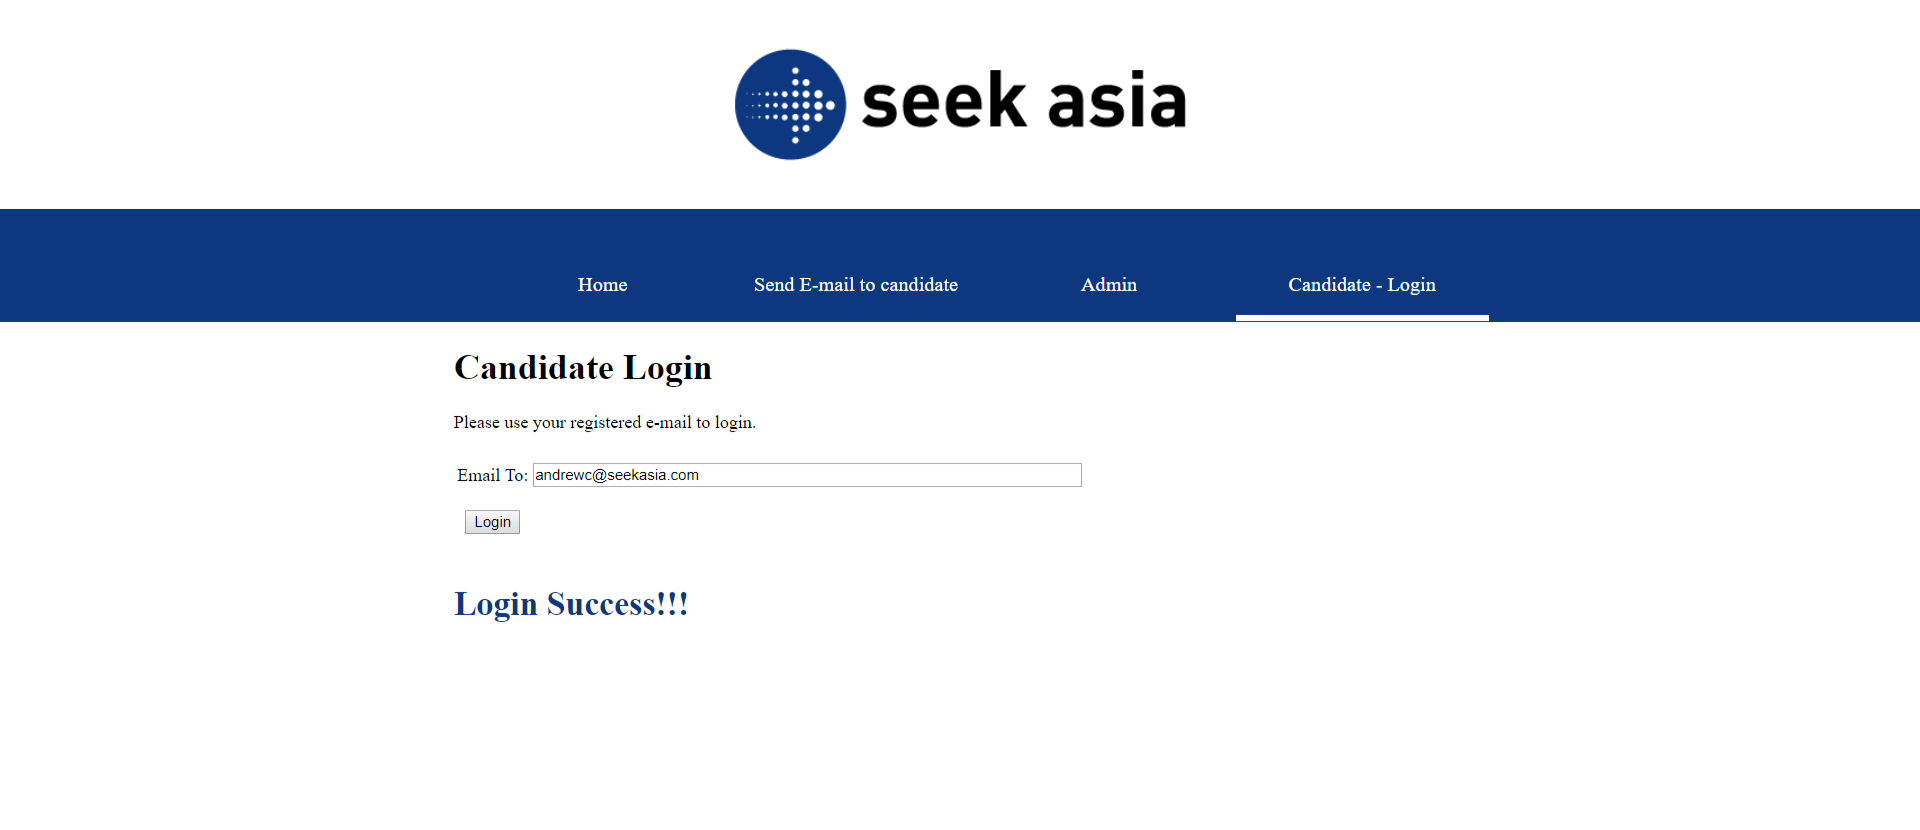 seek asia
Home Send E-mail to candidate Admin Candidate - Login
Candidate Login
Please use your registered e-mail to login.
Email To: andrewc@seekasia.com
Login
Login Success!!!